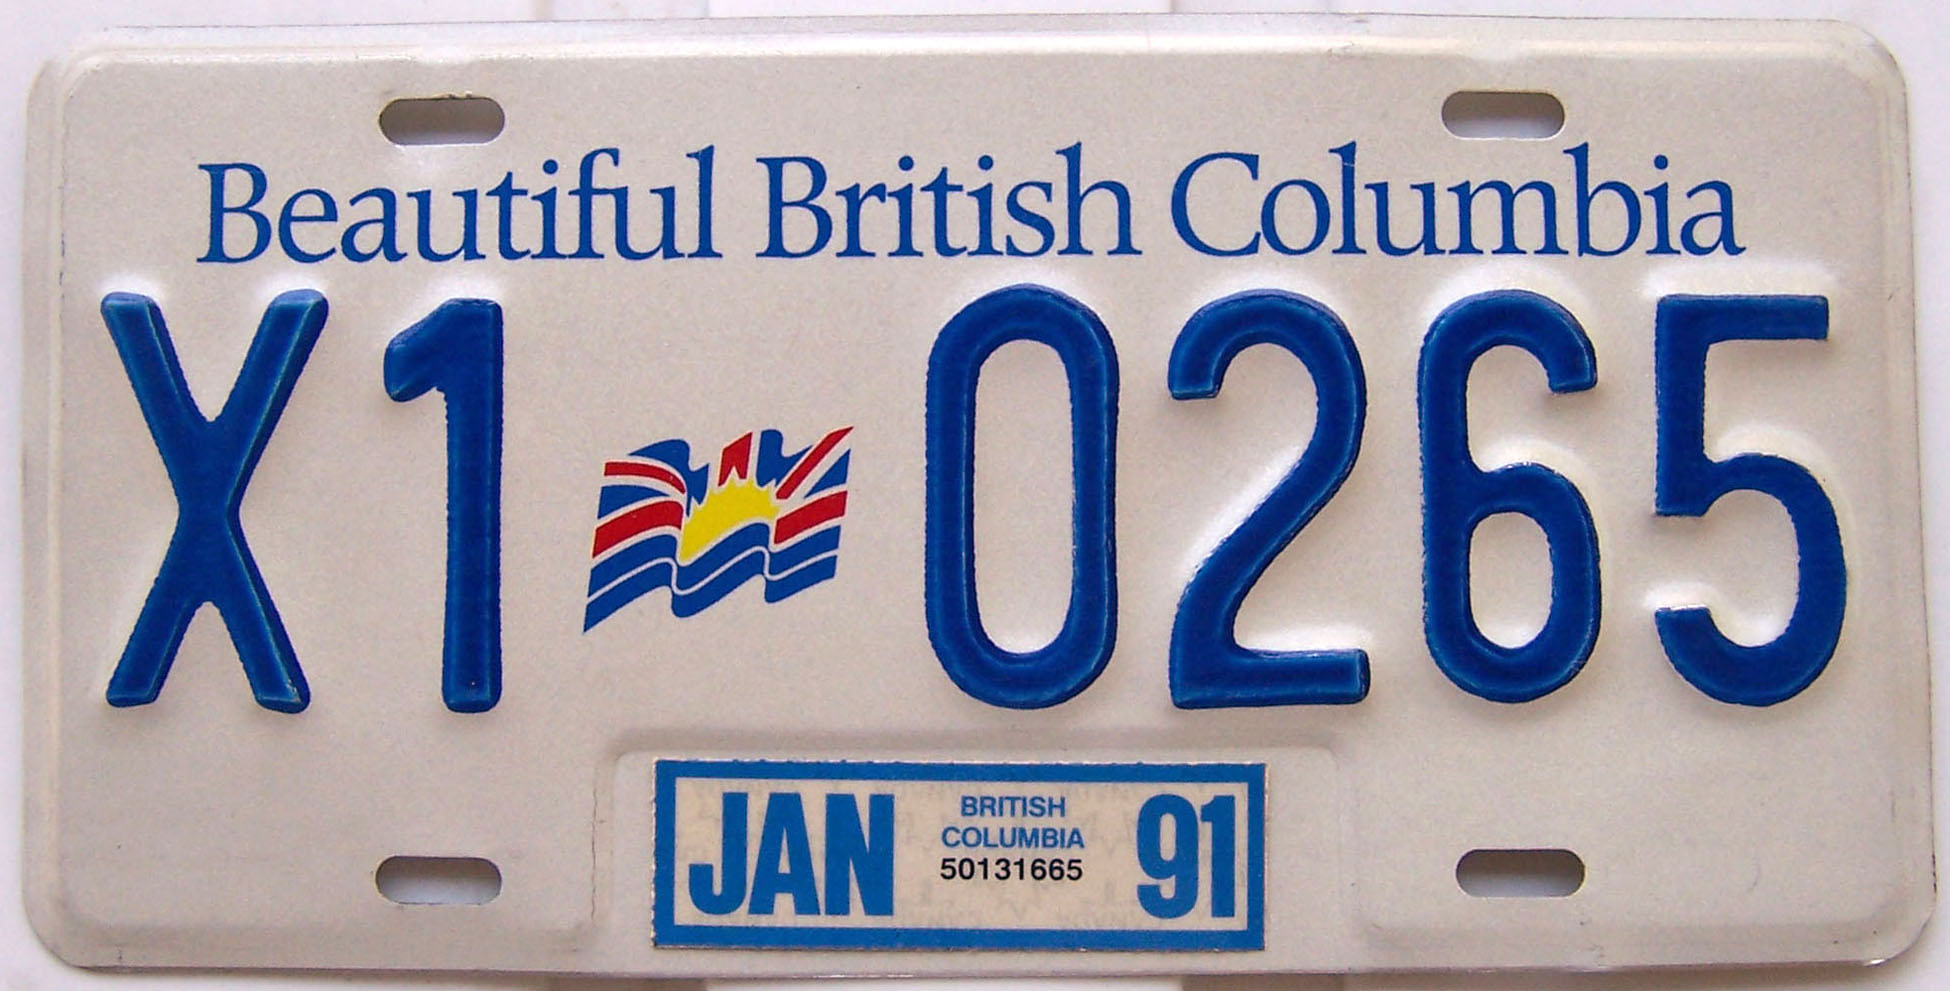 Beautiful British Columbia
X1 0265
JAN BRITISH COLUMBIA 50131665 91